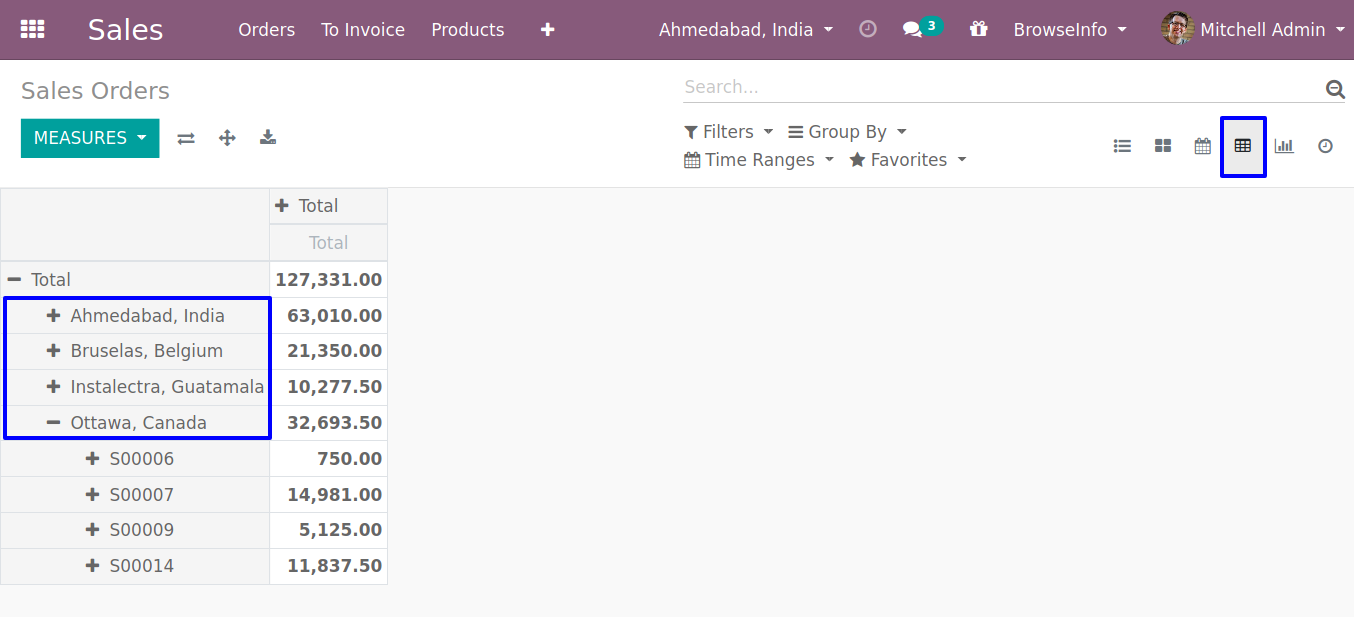 Sales Orders To Invoice Products Ahmedabad, India 3 BrowseInfo Mitchell Admin
Sales Orders
Search...
MEASURES
Filters Group By
Time Ranges Favorites
Total
Total
Total 127,331.00
Ahmedabad, India 63,010.00
Bruselas, Belgium 21,350.00
Instalectra, Guatamala 10,277.50
Ottawa, Canada 32,693.50
S00006 750.00
S00007 14,981.00
S00009 5,125.00
S00014 11,837.50